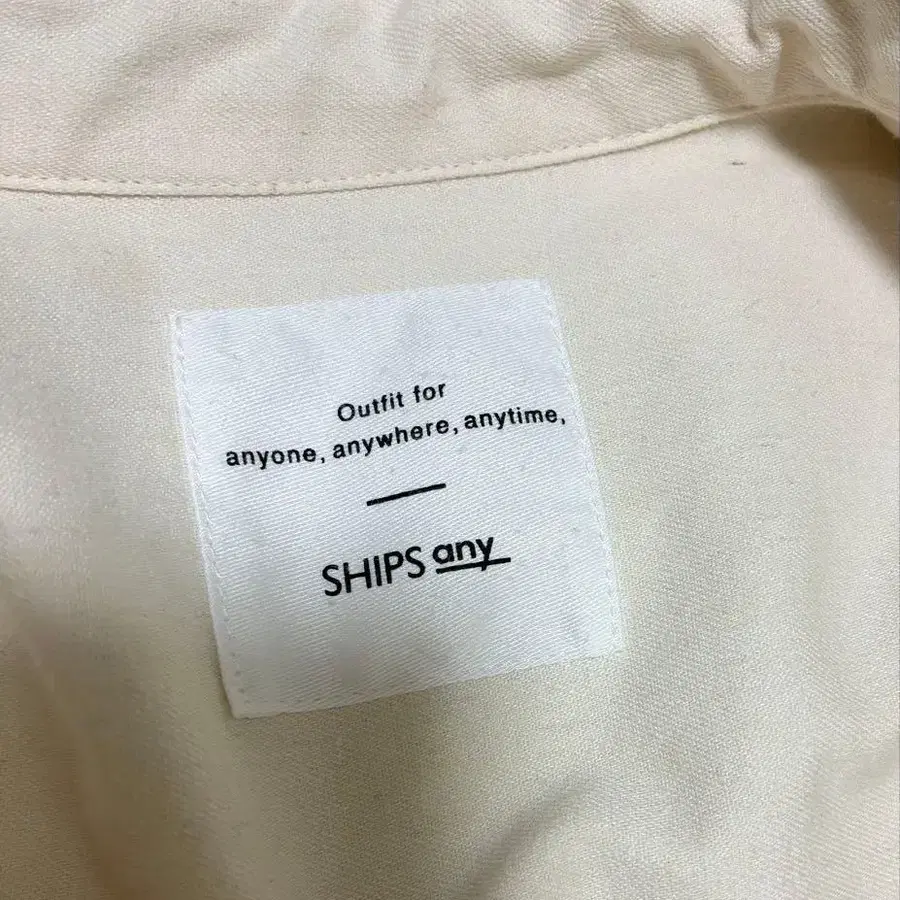 Outfit for
anyone, anywhere, anytime,
SHIPS any